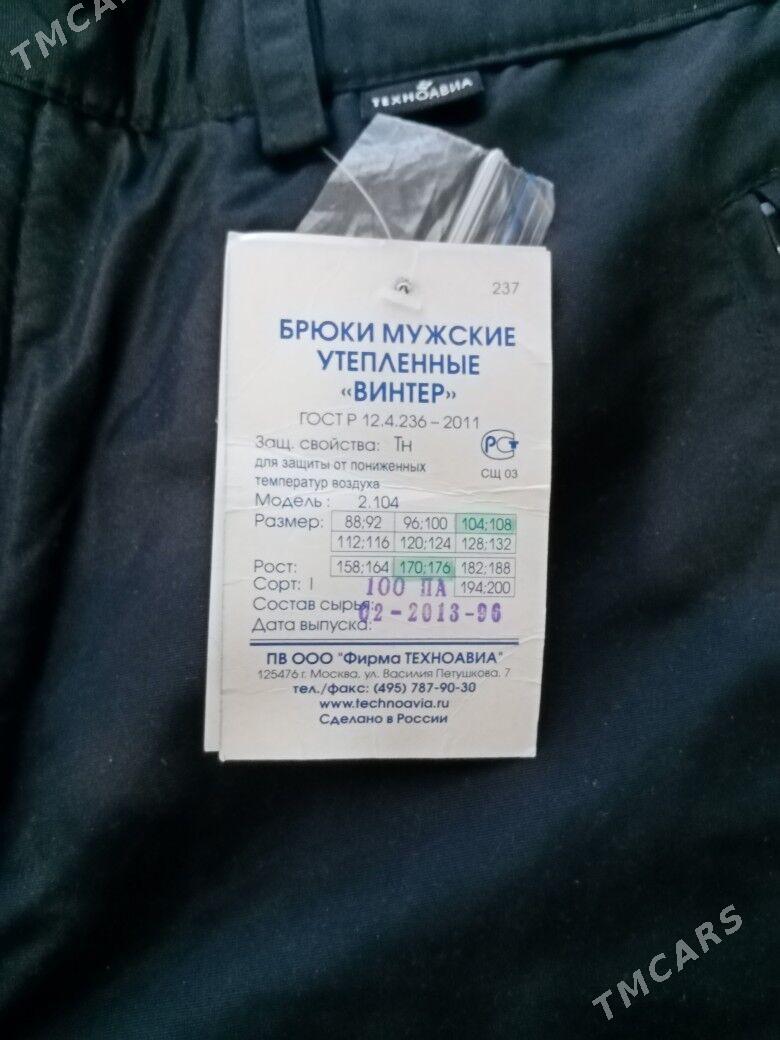 TMCARS
ТЕХНОАВИА
237
БРЮКИ МУЖСКИЕ
УТЕПЛЕННЫЕ
«ВИНТЕР»
ГОСТ Р 12.4.236 – 2011
Защ. свойства: Тн
для защиты от пониженных
температур воздуха
СЩ 03
Модель: 2.104
Размер: 88;92 96;100 104;108
112;116 120;124 128;132
Рост: 158;164 170;176 182;188
Сорт: I 194;200
Состав сырья: 100 ПА
Дата выпуска: 02-2013-96
ПВ ООО "Фирма ТЕХНОАВИА"
125476 г. Москва, ул. Василия Петушкова, 7
тел./факс: (495) 787-90-30
www.technoavia.ru
Сделано в России
TMCARS